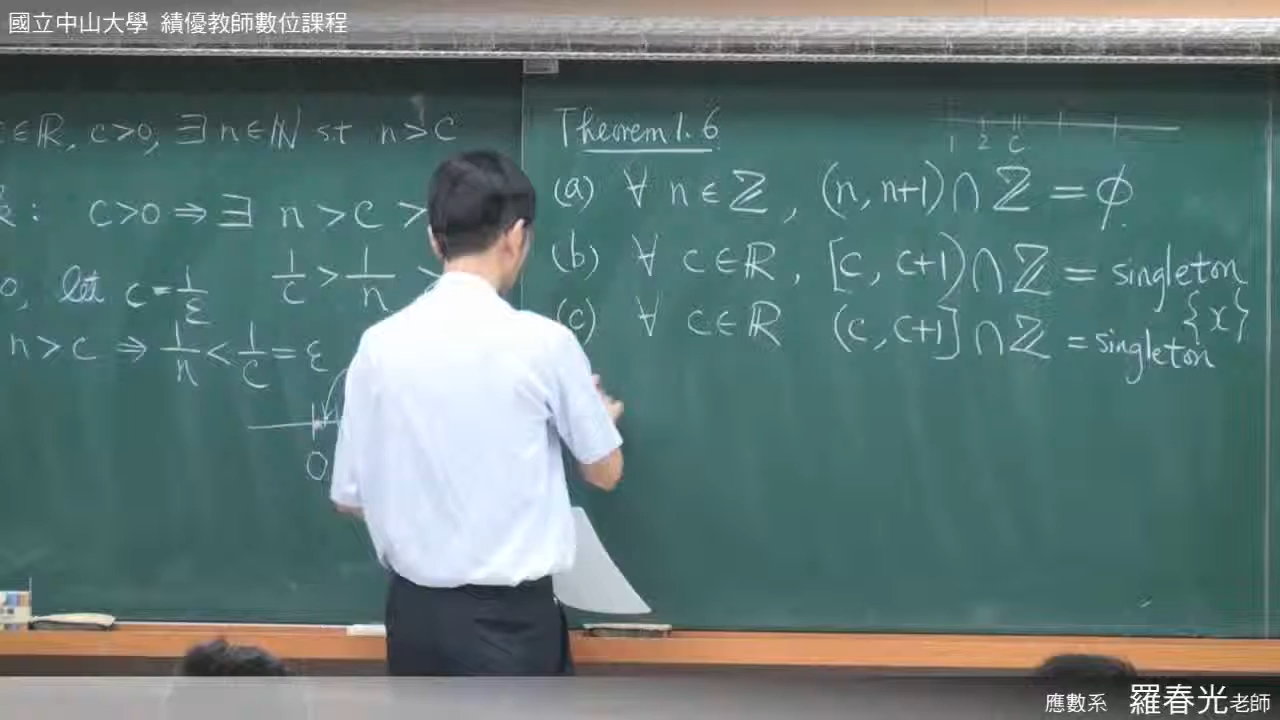 國立中山大學 績優教師數位課程
∈ℝ, c>0, ∃ n∈ℕ st n>c
: c>0 ⇒ ∃ n>c >
0, let c=1/ε 1/c > 1/n >
n>c ⇒ 1/n < 1/c = ε
0
Theorem 1.6
1 2 c
(a) ∀ n∈ℤ, (n, n+1)∩ℤ = ϕ
(b) ∀ c∈ℝ, [c, c+1)∩ℤ = singleton
{x}
(c) ∀ c∈ℝ (c, c+1]∩ℤ = singleton
應數系 羅春光老師